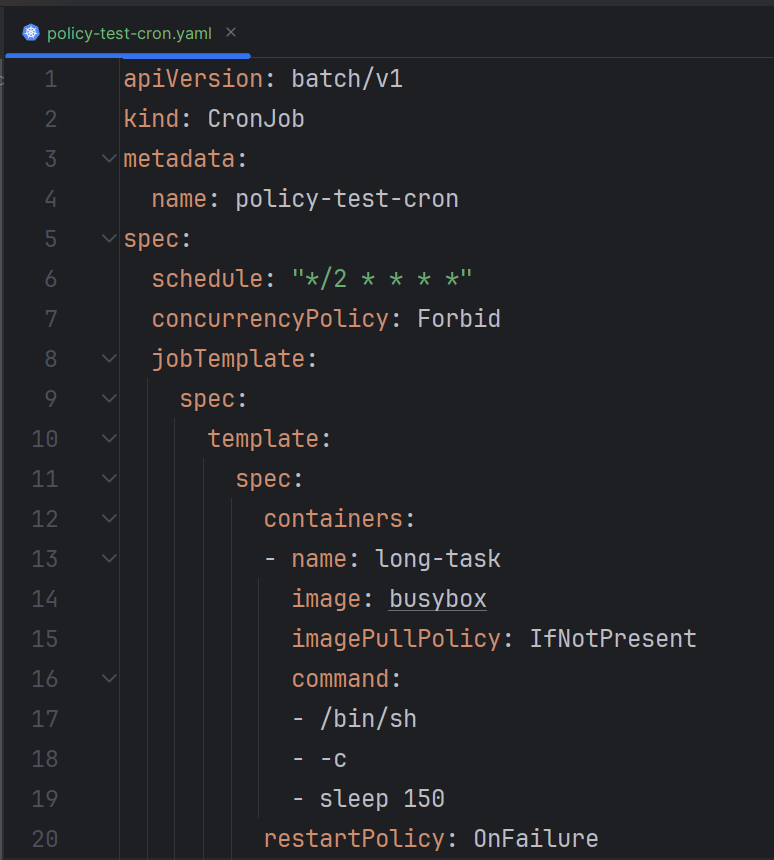 policy-test-cron.yaml ×
1 apiVersion: batch/v1
2 kind: CronJob
3 metadata:
4   name: policy-test-cron
5 spec:
6   schedule: "*/2 * * * *"
7   concurrencyPolicy: Forbid
8   jobTemplate:
9     spec:
10       template:
11         spec:
12           containers:
13           - name: long-task
14             image: busybox
15             imagePullPolicy: IfNotPresent
16             command:
17             - /bin/sh
18             - -c
19             - sleep 150
20           restartPolicy: OnFailure